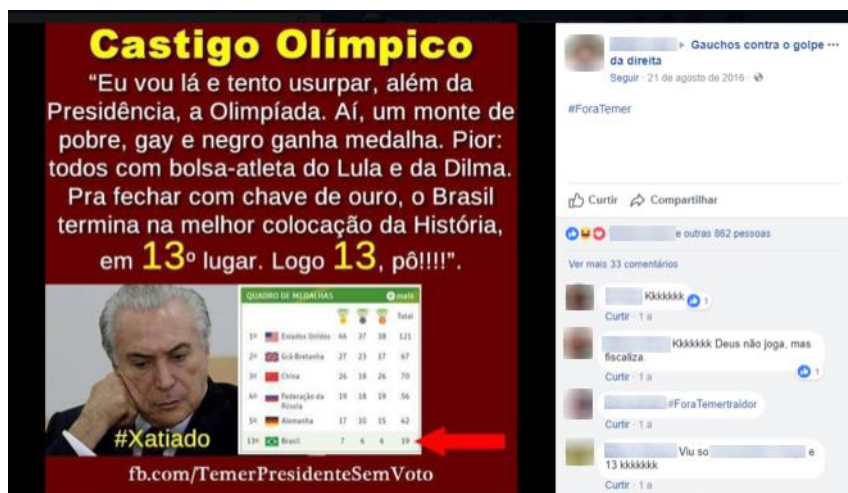 Castigo Olímpico
“Eu vou lá e tento usurpar, além da
Presidência, a Olimpíada. Aí, um monte de
pobre, gay e negro ganha medalha. Pior:
todos com bolsa-atleta do Lula e da Dilma.
Pra fechar com chave de ouro, o Brasil
termina na melhor colocação da História,
em 13º lugar. Logo 13, pô!!!!”.
QUADRO DE MEDALHAS mais
Total
1º Estados Unidos 46 37 38 121
2º Grã-Bretanha 27 23 17 67
3º China 26 18 26 70
4º Federação da
Rússia 19 18 19 56
5º Alemanha 17 10 15 42
13º Brasil 7 6 6 19
#Xatiado
fb.com/TemerPresidenteSemVoto
Gauchos contra o golpe
da direita
Seguir · 21 de agosto de 2016 ·
#ForaTemer
Curtir Compartilhar
e outras 862 pessoas
Ver mais 33 comentários
Kkkkkkk 1
Curtir · 1 a
Kkkkkkk Deus não joga, mas
fiscaliza.
1
Curtir · 1 a
#ForaTemertraidor
Curtir · 1 a
Viu so e
13 kkkkkkk
Curtir · 1 a